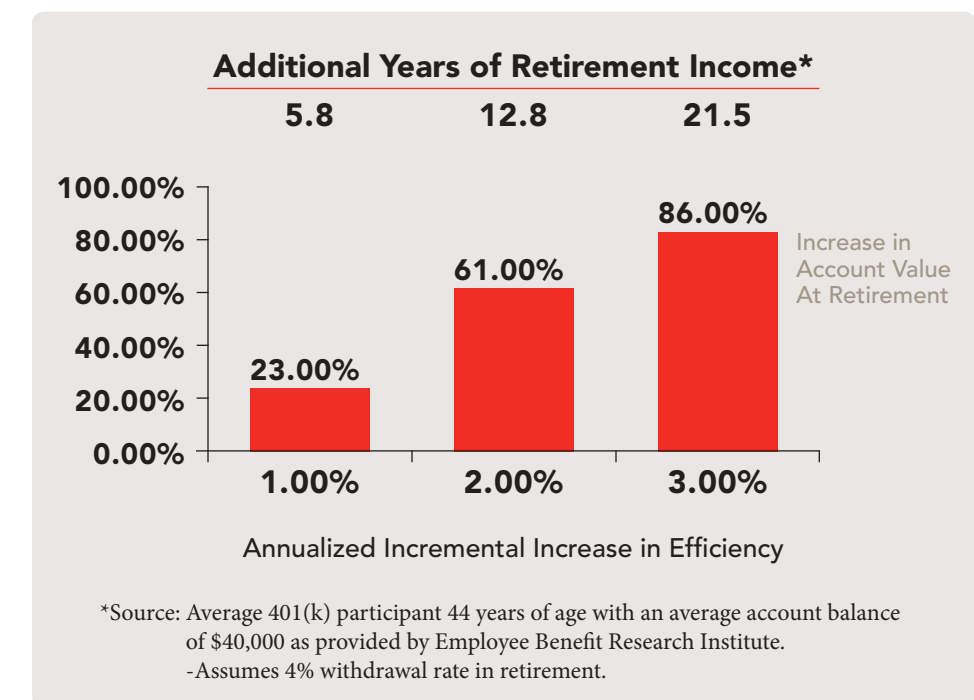 Additional Years of Retirement Income*
5.8 12.8 21.5
100.00%
80.00%
60.00%
40.00%
20.00%
0.00%
23.00%
61.00%
86.00%
Increase in
Account Value
At Retirement
1.00% 2.00% 3.00%
Annualized Incremental Increase in Efficiency
*Source: Average 401(k) participant 44 years of age with an average account balance
of $40,000 as provided by Employee Benefit Research Institute.
-Assumes 4% withdrawal rate in retirement.